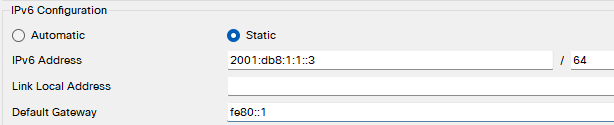 IPv6 Configuration
Automatic Static
IPv6 Address 2001:db8:1:1::3 / 64
Link Local Address
Default Gateway fe80::1